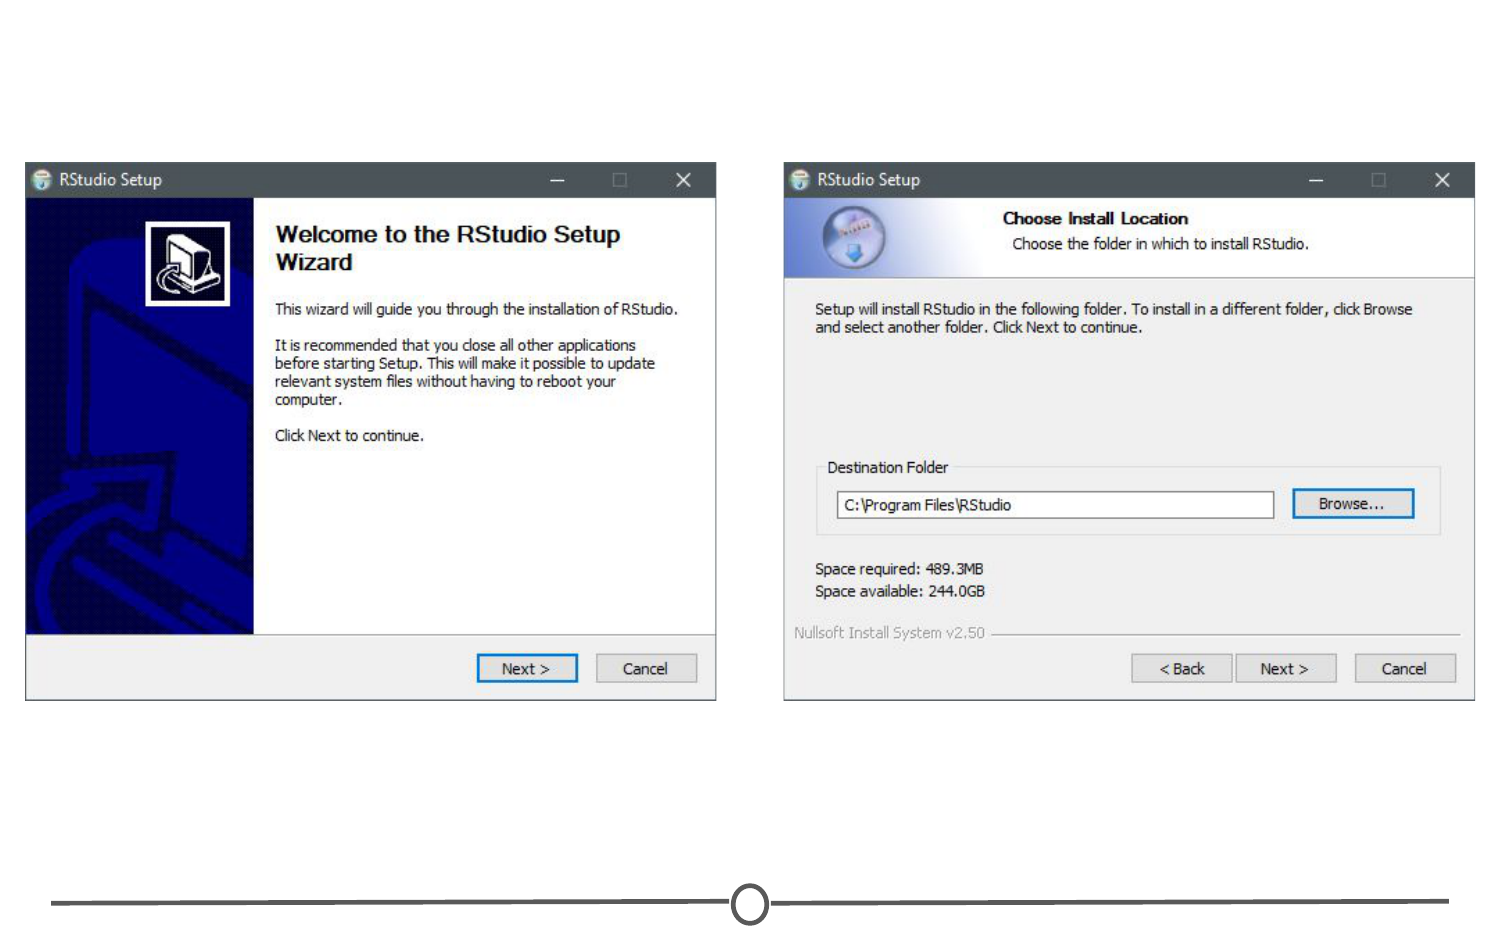 RStudio Setup
Welcome to the RStudio Setup
Wizard
This wizard will guide you through the installation of RStudio.
It is recommended that you close all other applications
before starting Setup. This will make it possible to update
relevant system files without having to reboot your
computer.
Click Next to continue.
Next >
Cancel
RStudio Setup
Choose Install Location
Choose the folder in which to install RStudio.
Setup will install RStudio in the following folder. To install in a different folder, click Browse
and select another folder. Click Next to continue.
Destination Folder
C:\Program Files\RStudio
Browse...
Space required: 489.3MB
Space available: 244.0GB
Nullsoft Install System v2.50
< Back
Next >
Cancel